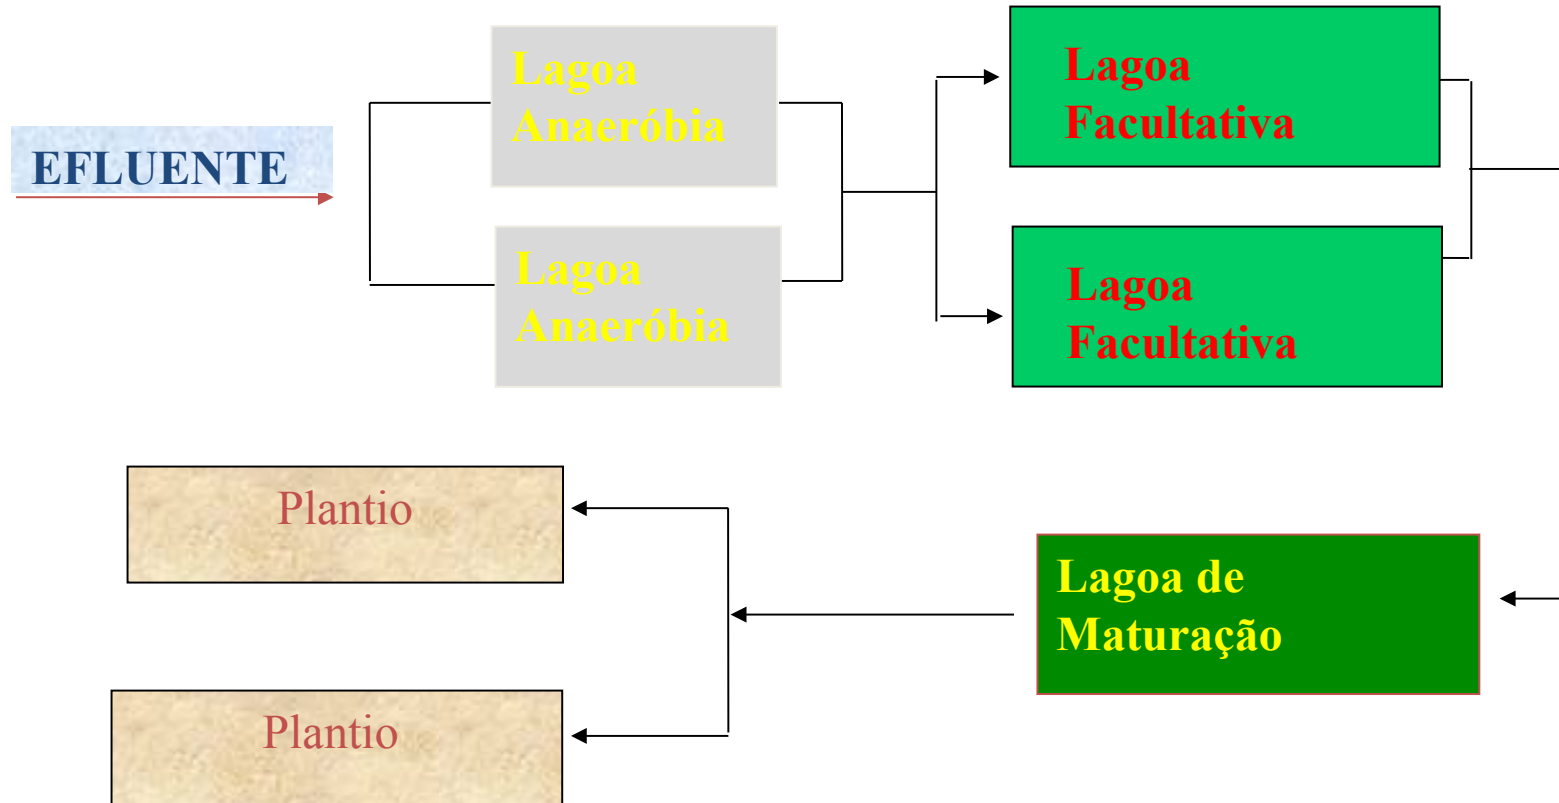 EFLUENTE
Lagoa
Anaeróbia
Lagoa
Anaeróbia
Lagoa
Facultativa
Lagoa
Facultativa
Lagoa de
Maturação
Plantio
Plantio